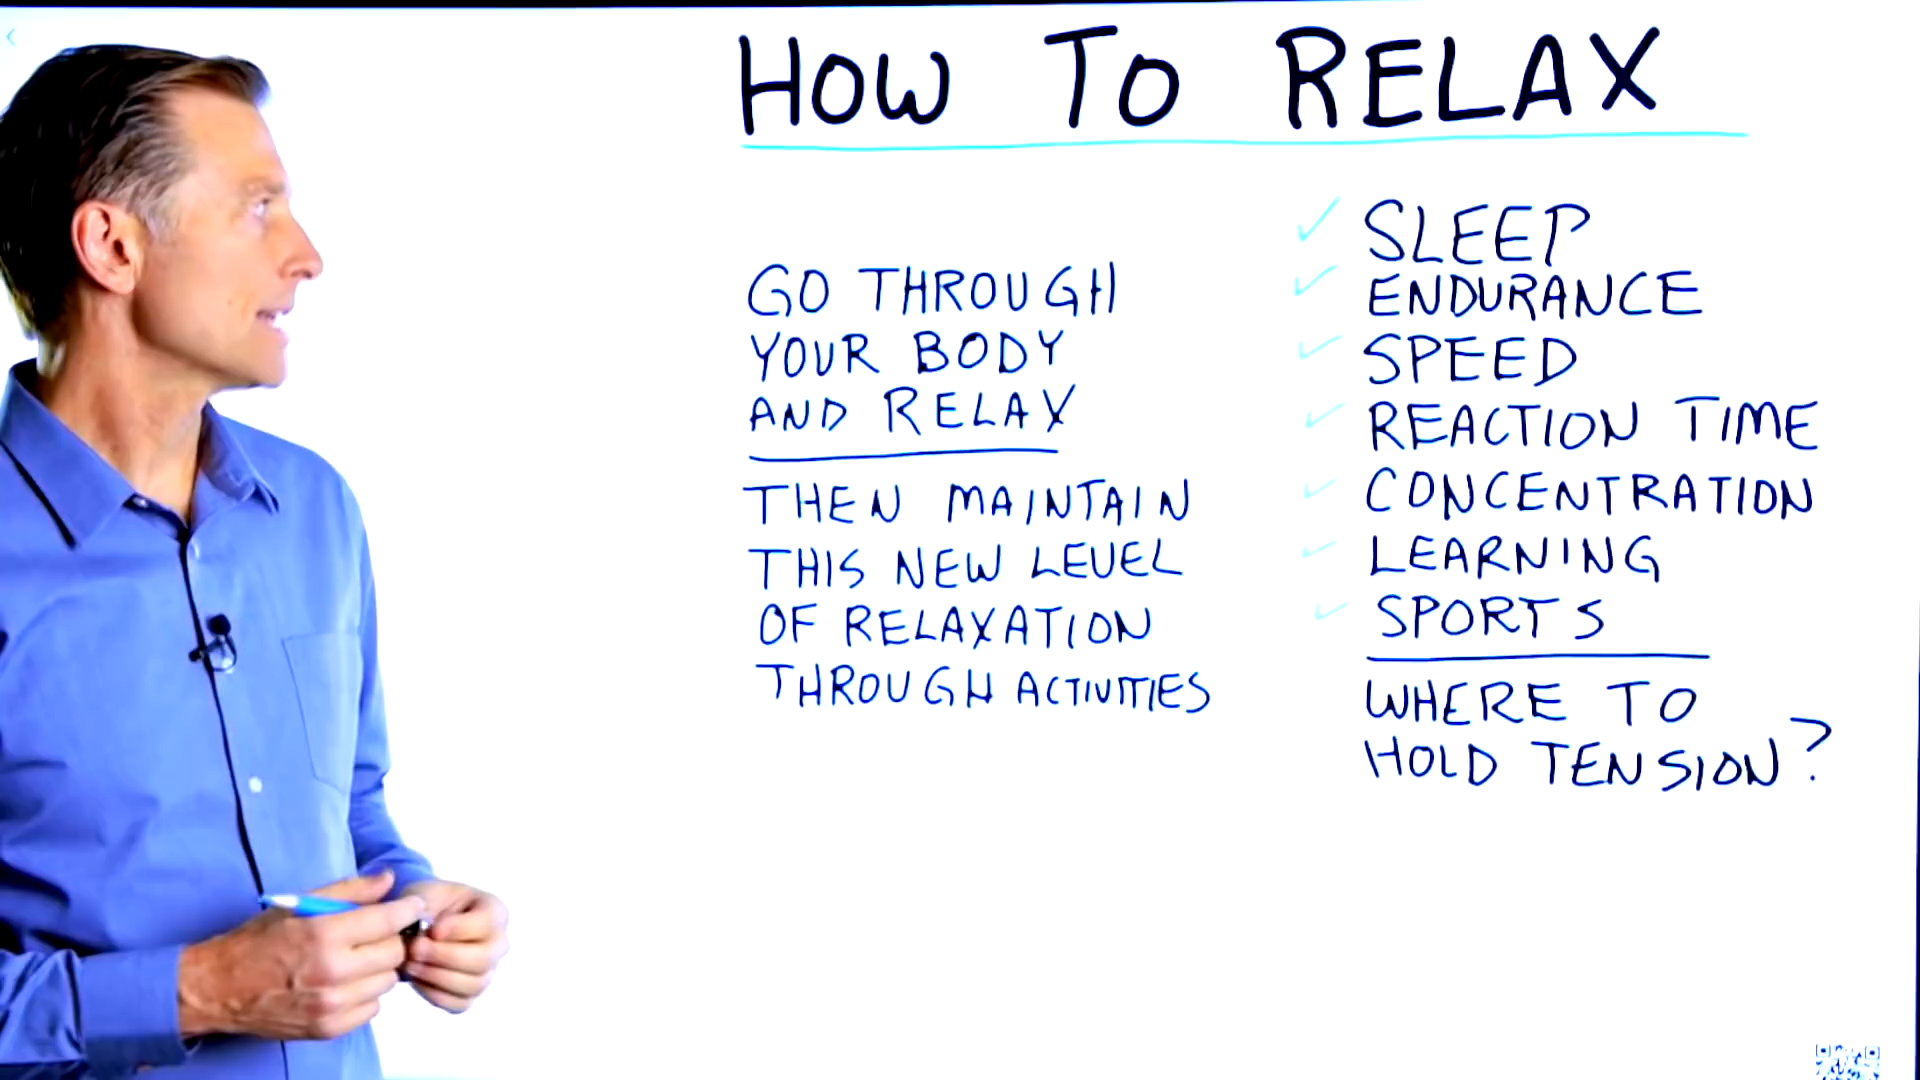 HOW TO RELAX
GO THROUGH
YOUR BODY
AND RELAX
THEN MAINTAIN
THIS NEW LEVEL
OF RELAXATION
THROUGH ACTIVITIES
SLEEP
ENDURANCE
SPEED
REACTION TIME
CONCENTRATION
LEARNING
SPORTS
WHERE TO
HOLD TENSION?